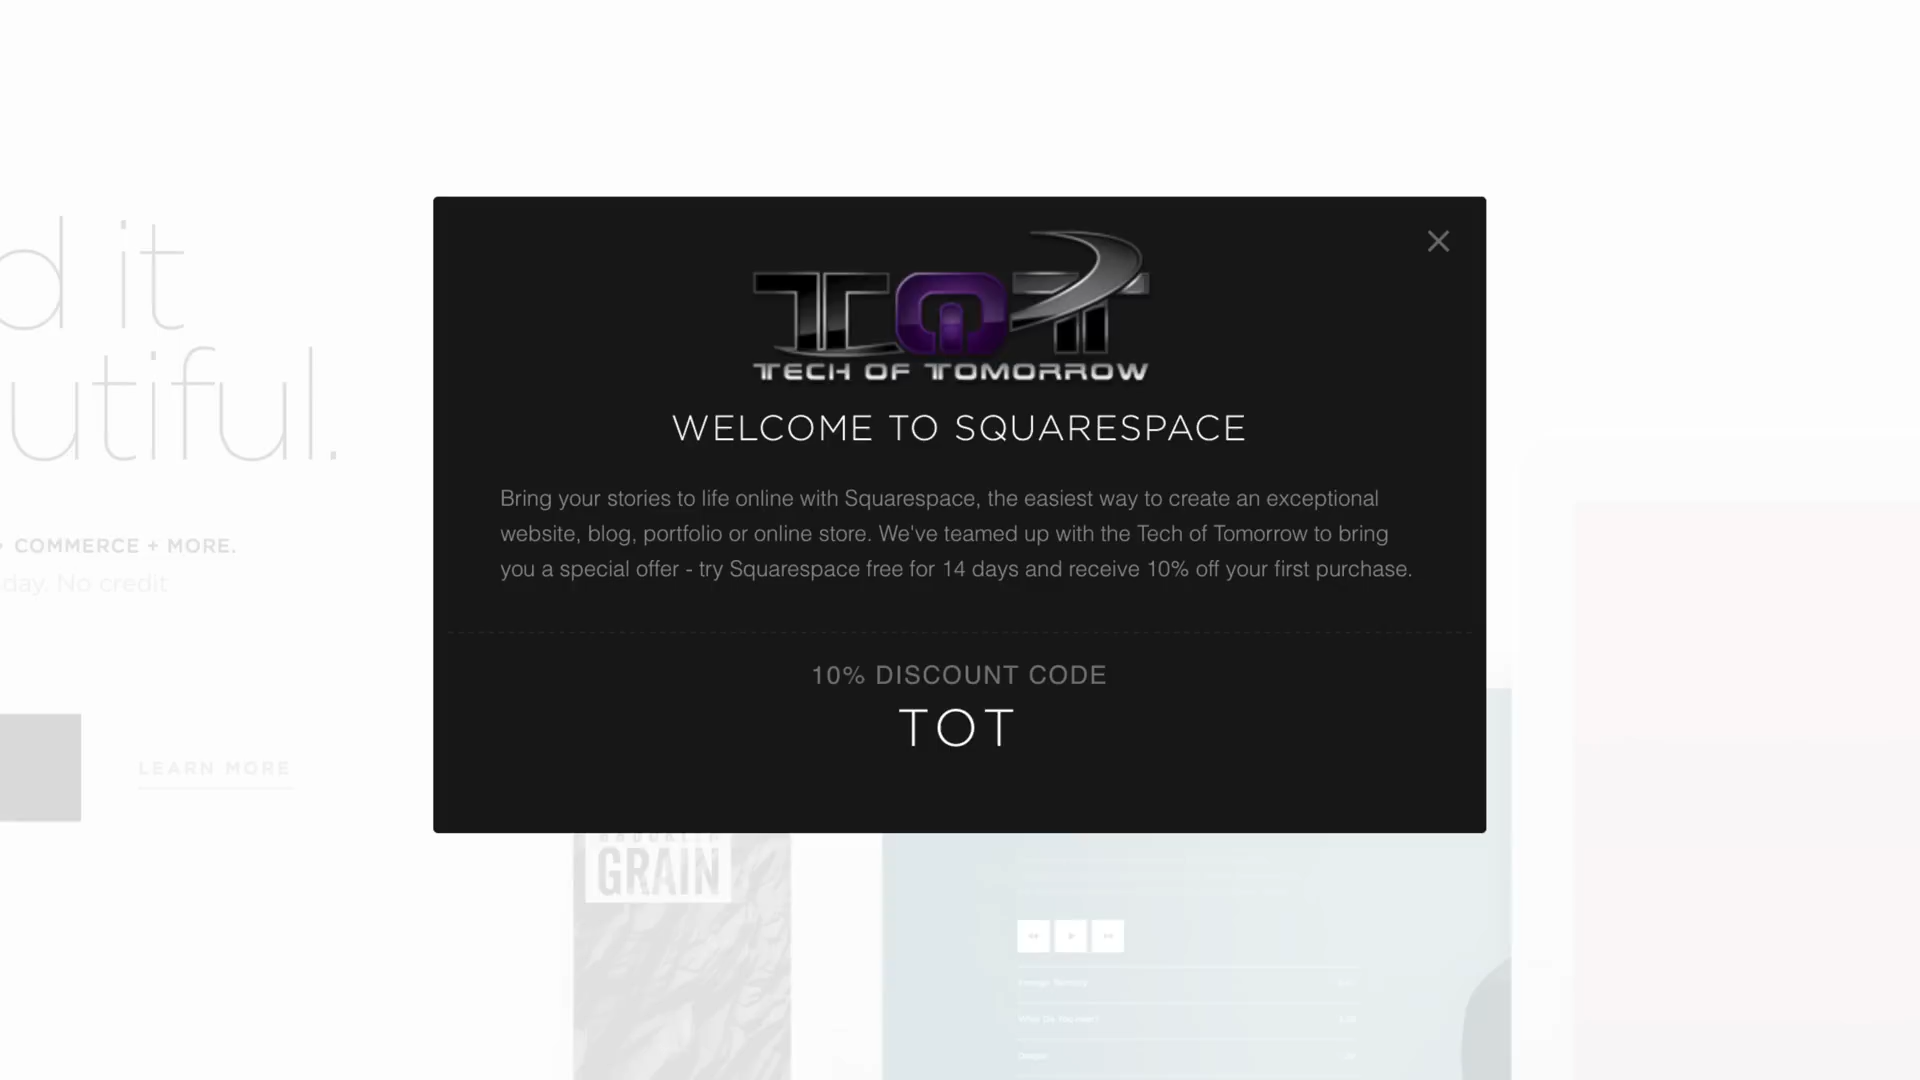 d it
utiful.
COMMERCE + MORE.
day. No credit
LEARN MORE
TOT
TECH OF TOMORROW
WELCOME TO SQUARESPACE
Bring your stories to life online with Squarespace, the easiest way to create an exceptional
website, blog, portfolio or online store. We've teamed up with the Tech of Tomorrow to bring
you a special offer - try Squarespace free for 14 days and receive 10% off your first purchase.
10% DISCOUNT CODE
TOT
GRAIN